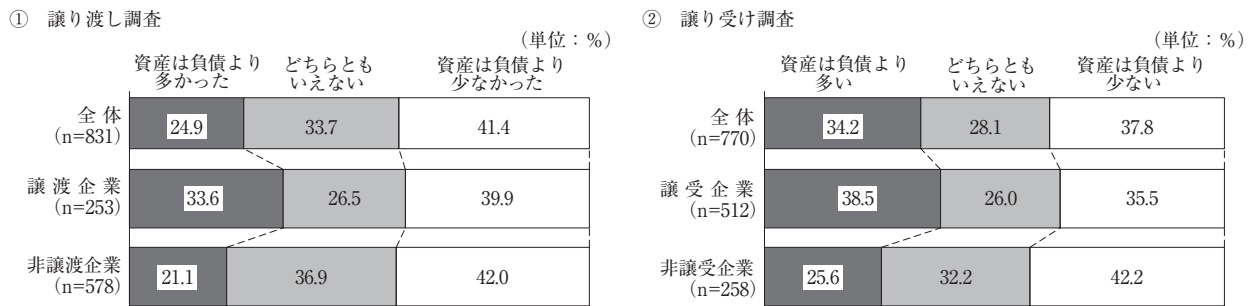 ① 譲り渡し調査
(単位：%)
資産は負債より
多かった
どちらとも
いえない
資産は負債より
少なかった
全 体
(n=831)
24.9
33.7
41.4
譲 渡 企 業
(n=253)
33.6
26.5
39.9
非譲渡企業
(n=578)
21.1
36.9
42.0
② 譲り受け調査
(単位：%)
資産は負債より
多い
どちらとも
いえない
資産は負債より
少ない
全 体
(n=770)
34.2
28.1
37.8
譲 受 企 業
(n=512)
38.5
26.0
35.5
非譲受企業
(n=258)
25.6
32.2
42.2